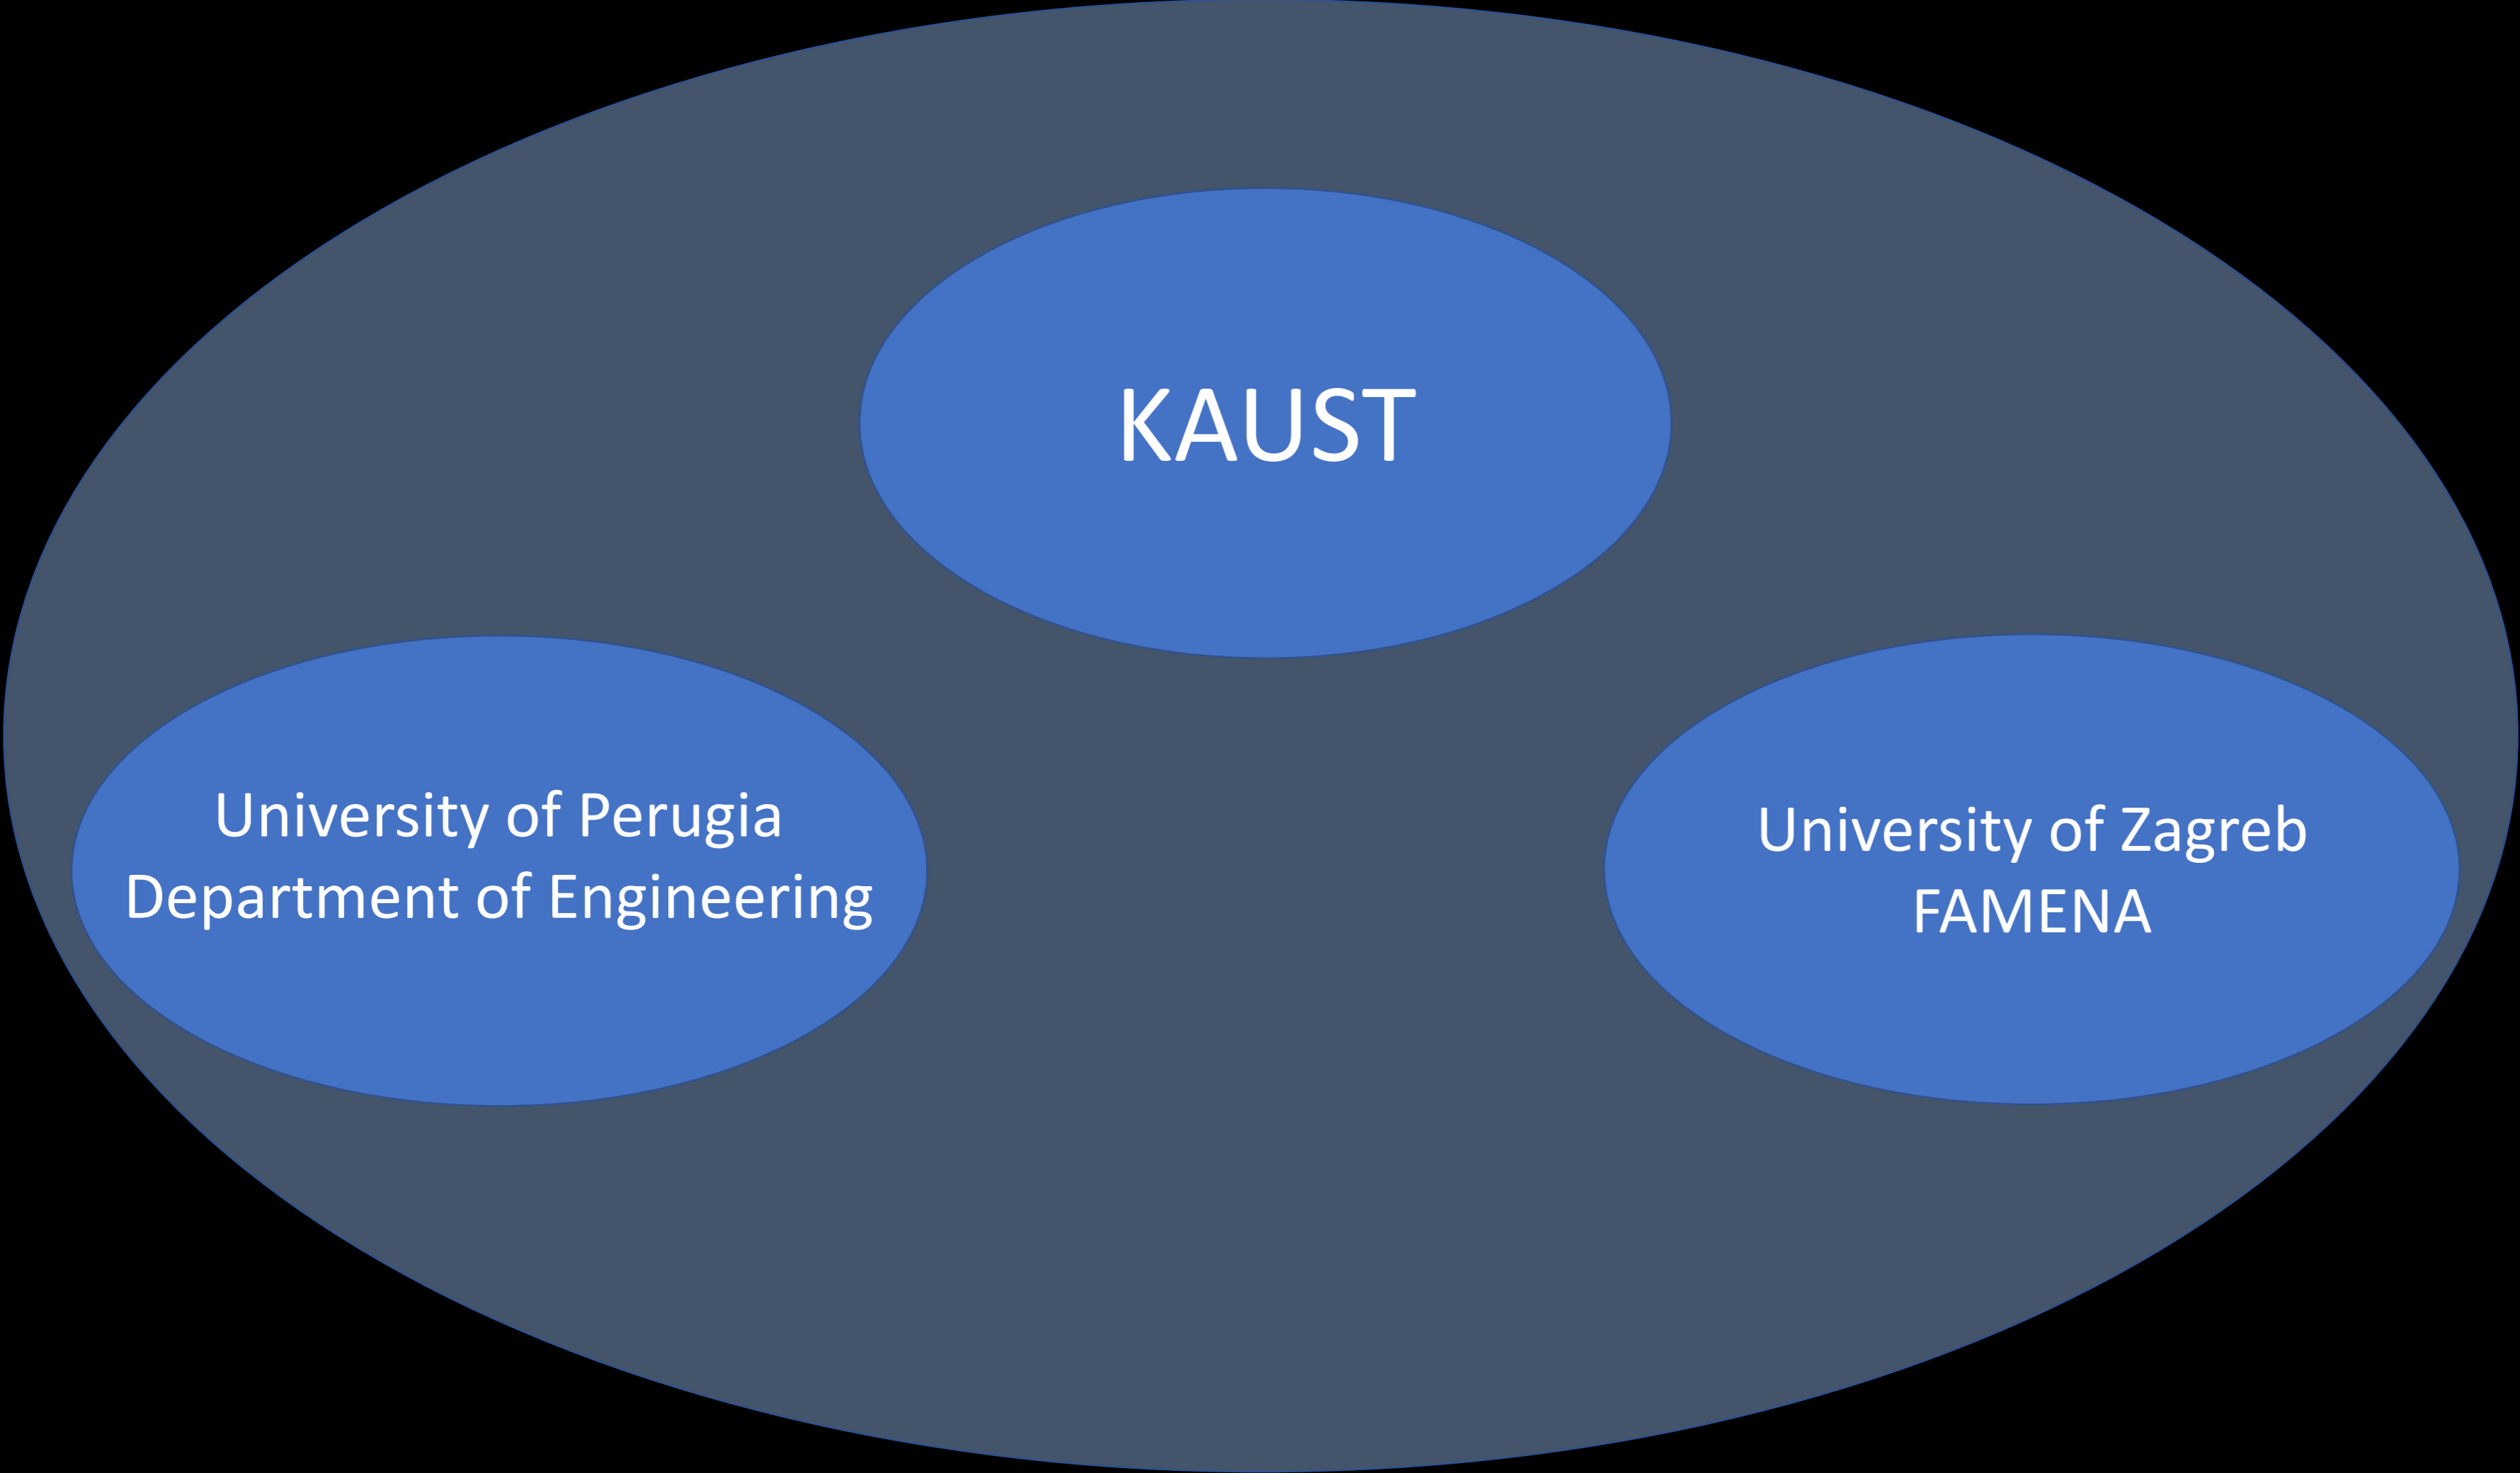 KAUST
University of Perugia
Department of Engineering
University of Zagreb
FAMENA